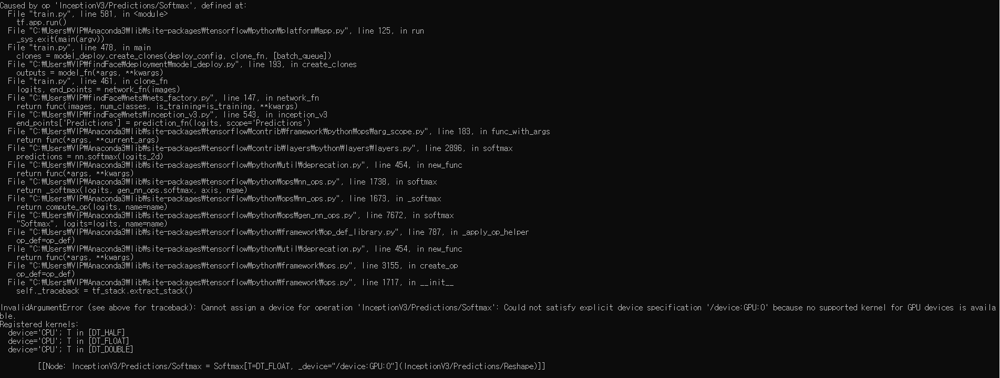 Caused by op 'InceptionV3/Predictions/Softmax', defined at:
  File "train.py", line 581, in <module>
    tf.app.run()
  File "C:₩Users₩VIP₩Anaconda3₩lib₩site-packages₩tensorflow₩python₩platform₩app.py", line 125, in run
    _sys.exit(main(argv))
  File "train.py", line 478, in main
    clones = model_deploy.create_clones(deploy_config, clone_fn, [batch_queue])
  File "C:₩Users₩VIP₩findFace₩deployment₩model_deploy.py", line 193, in create_clones
    outputs = model_fn(*args, **kwargs)
  File "train.py", line 461, in clone_fn
    logits, end_points = network_fn(images)
  File "C:₩Users₩VIP₩findFace₩nets₩nets_factory.py", line 147, in network_fn
    return func(images, num_classes, is_training=is_training, **kwargs)
  File "C:₩Users₩VIP₩findFace₩nets₩inception_v3.py", line 543, in inception_v3
    end_points['Predictions'] = prediction_fn(logits, scope='Predictions')
  File "C:₩Users₩VIP₩Anaconda3₩lib₩site-packages₩tensorflow₩contrib₩framework₩python₩ops₩arg_scope.py", line 183, in func_with_args
    return func(*args, **current_args)
  File "C:₩Users₩VIP₩Anaconda3₩lib₩site-packages₩tensorflow₩contrib₩layers₩python₩layers₩layers.py", line 2896, in softmax
    predictions = nn.softmax(logits_2d)
  File "C:₩Users₩VIP₩Anaconda3₩lib₩site-packages₩tensorflow₩python₩util₩deprecation.py", line 454, in new_func
    return func(*args, **kwargs)
  File "C:₩Users₩VIP₩Anaconda3₩lib₩site-packages₩tensorflow₩python₩ops₩nn_ops.py", line 1738, in softmax
    return _softmax(logits, gen_nn_ops.softmax, axis, name)
  File "C:₩Users₩VIP₩Anaconda3₩lib₩site-packages₩tensorflow₩python₩ops₩nn_ops.py", line 1673, in _softmax
    return compute_op(logits, name=name)
  File "C:₩Users₩VIP₩Anaconda3₩lib₩site-packages₩tensorflow₩python₩ops₩gen_nn_ops.py", line 7672, in softmax
    "Softmax", logits=logits, name=name)
  File "C:₩Users₩VIP₩Anaconda3₩lib₩site-packages₩tensorflow₩python₩framework₩op_def_library.py", line 787, in _apply_op_helper
    op_def=op_def)
  File "C:₩Users₩VIP₩Anaconda3₩lib₩site-packages₩tensorflow₩python₩util₩deprecation.py", line 454, in new_func
    return func(*args, **kwargs)
  File "C:₩Users₩VIP₩Anaconda3₩lib₩site-packages₩tensorflow₩python₩framework₩ops.py", line 3155, in create_op
    op_def=op_def)
  File "C:₩Users₩VIP₩Anaconda3₩lib₩site-packages₩tensorflow₩python₩framework₩ops.py", line 1717, in __init__
    self._traceback = tf_stack.extract_stack()
InvalidArgumentError (see above for traceback): Cannot assign a device for operation 'InceptionV3/Predictions/Softmax': Could not satisfy explicit device specification '/device:GPU:0' because no supported kernel for GPU devices is availa
ble.
Registered kernels:
  device='CPU'; T in [DT_HALF]
  device='CPU'; T in [DT_FLOAT]
  device='CPU'; T in [DT_DOUBLE]
         [[Node: InceptionV3/Predictions/Softmax = Softmax[T=DT_FLOAT, _device="/device:GPU:0"](InceptionV3/Predictions/Reshape)]]